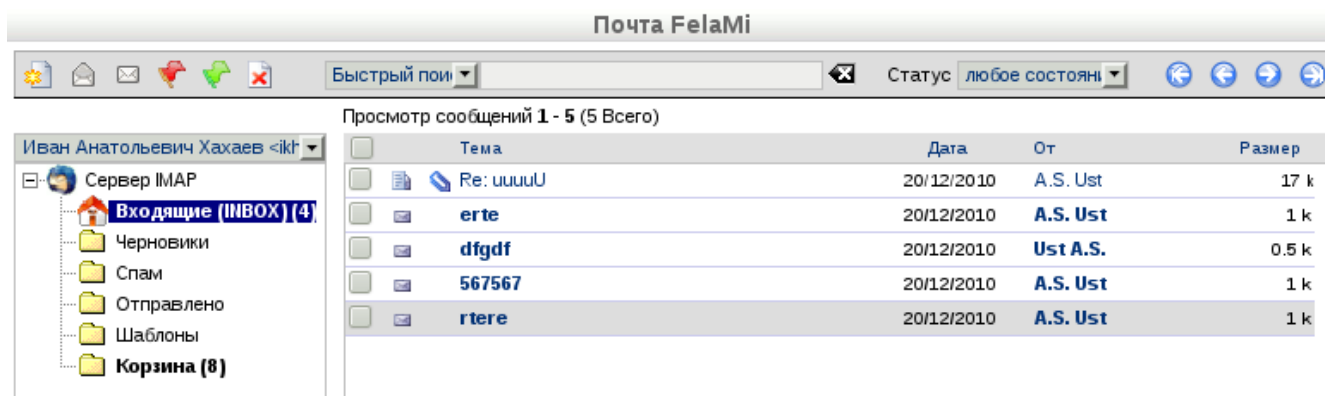 Почта FelaMi
Быстрый пои
Статус любое состоян
Просмотр сообщений 1 - 5 (5 Всего)
Иван Анатольевич Хахаев <ikh
Тема Дата От Размер
Сервер IMAP
Re: uuuuU 20/12/2010 A.S. Ust 17 k
Входящие (INBOX) (4)
erte 20/12/2010 A.S. Ust 1 k
Черновики
dfgdf 20/12/2010 Ust A.S. 0.5 k
Спам
567567 20/12/2010 A.S. Ust 1 k
Отправлено
rtere 20/12/2010 A.S. Ust 1 k
Шаблоны
Корзина (8)